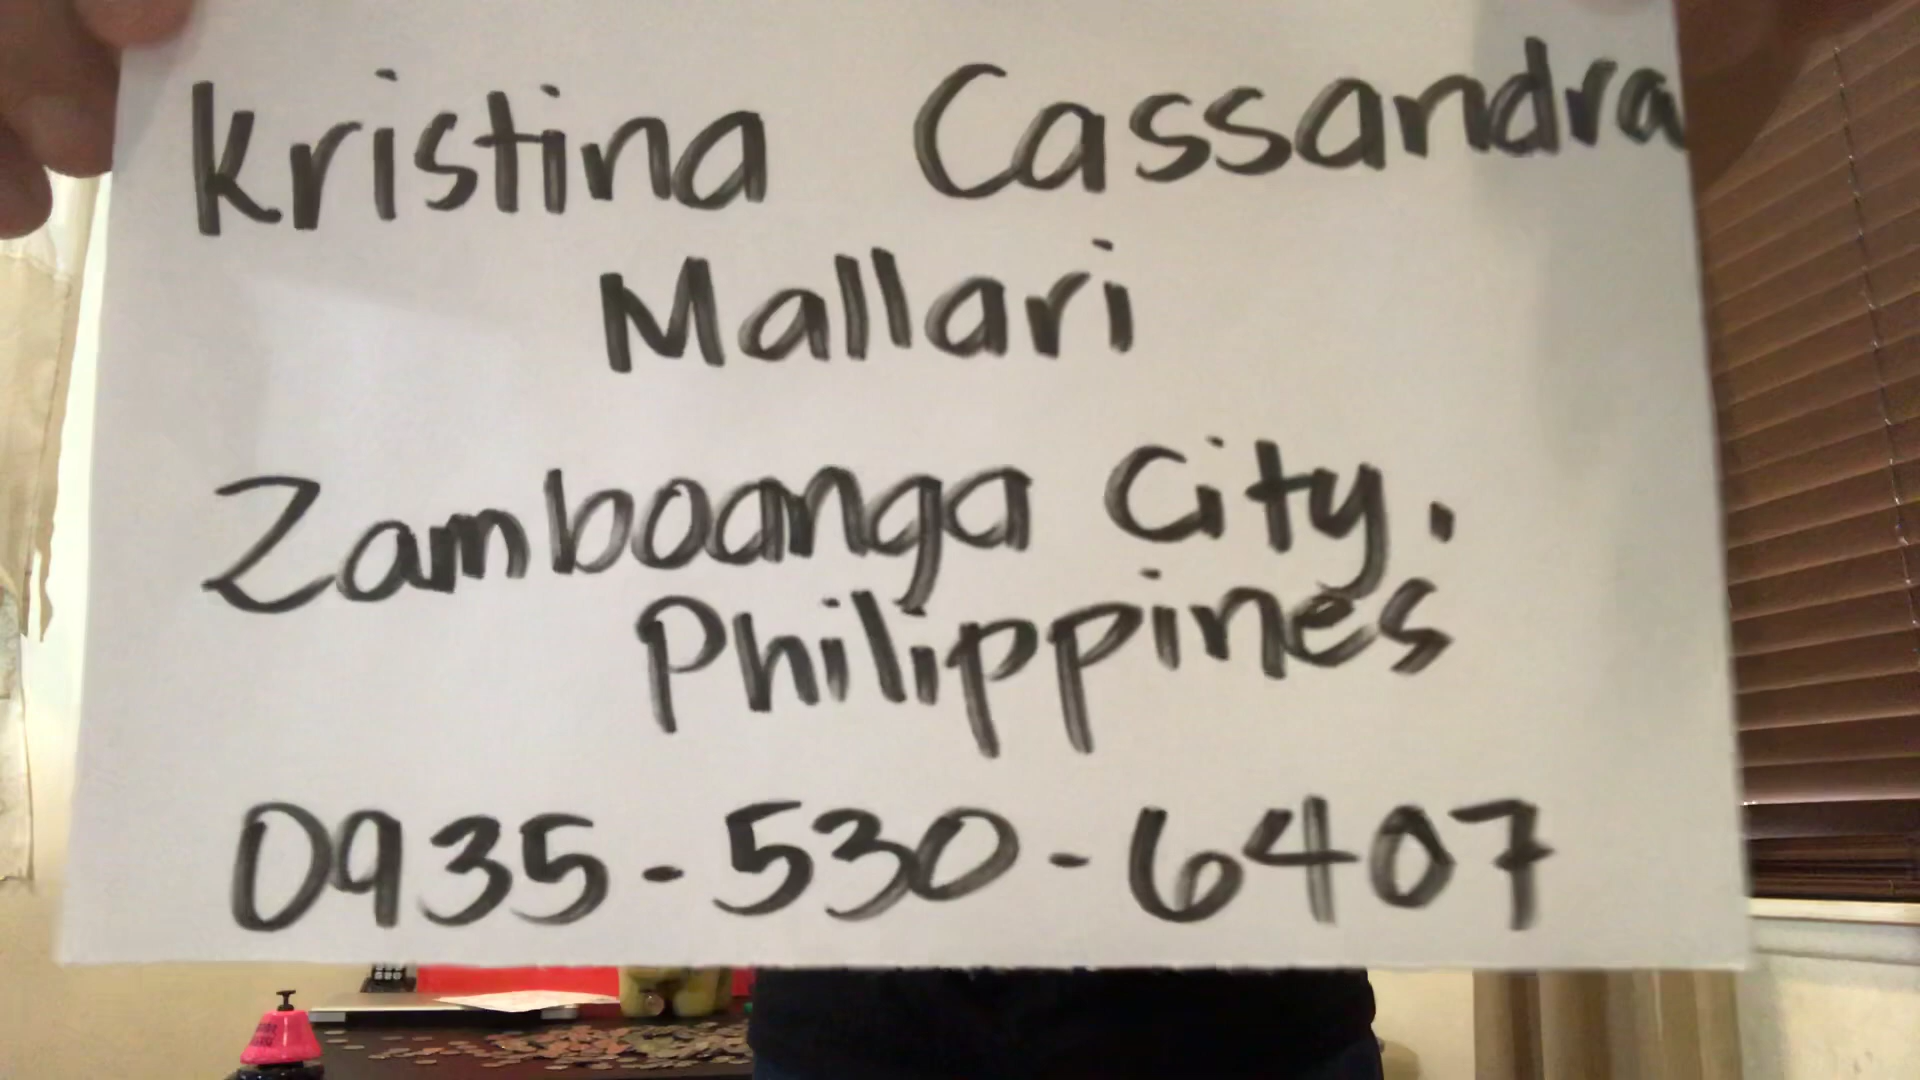 Kristina Cassandra
Mallari
Zamboanga City.
Philippines
0935-530-6407